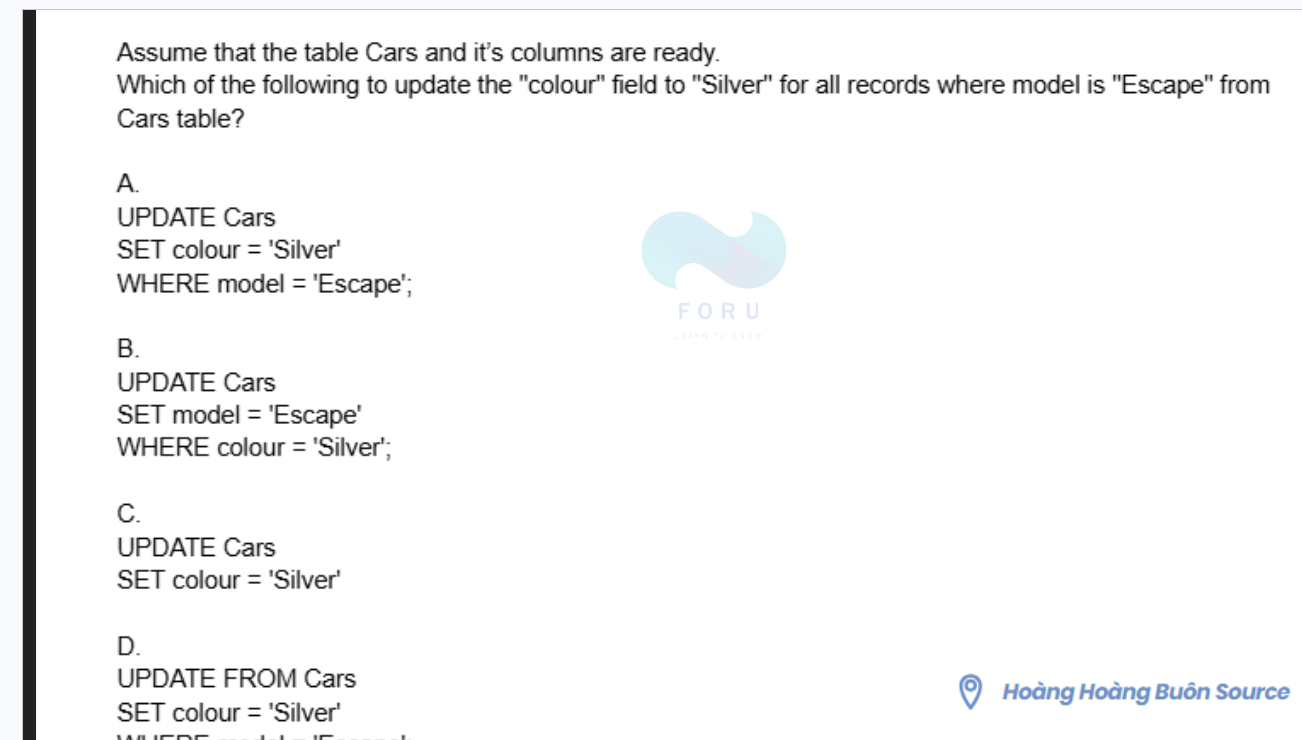 Assume that the table Cars and it's columns are ready.
Which of the following to update the "colour" field to "Silver" for all records where model is "Escape" from
Cars table?
A.
UPDATE Cars
SET colour = 'Silver'
WHERE model = 'Escape';
FORU
LEARN TO KNOW
B.
UPDATE Cars
SET model = 'Escape'
WHERE colour = 'Silver';
C.
UPDATE Cars
SET colour = 'Silver'
D.
UPDATE FROM Cars
SET colour = 'Silver'
Hoàng Hoàng Buôn Source